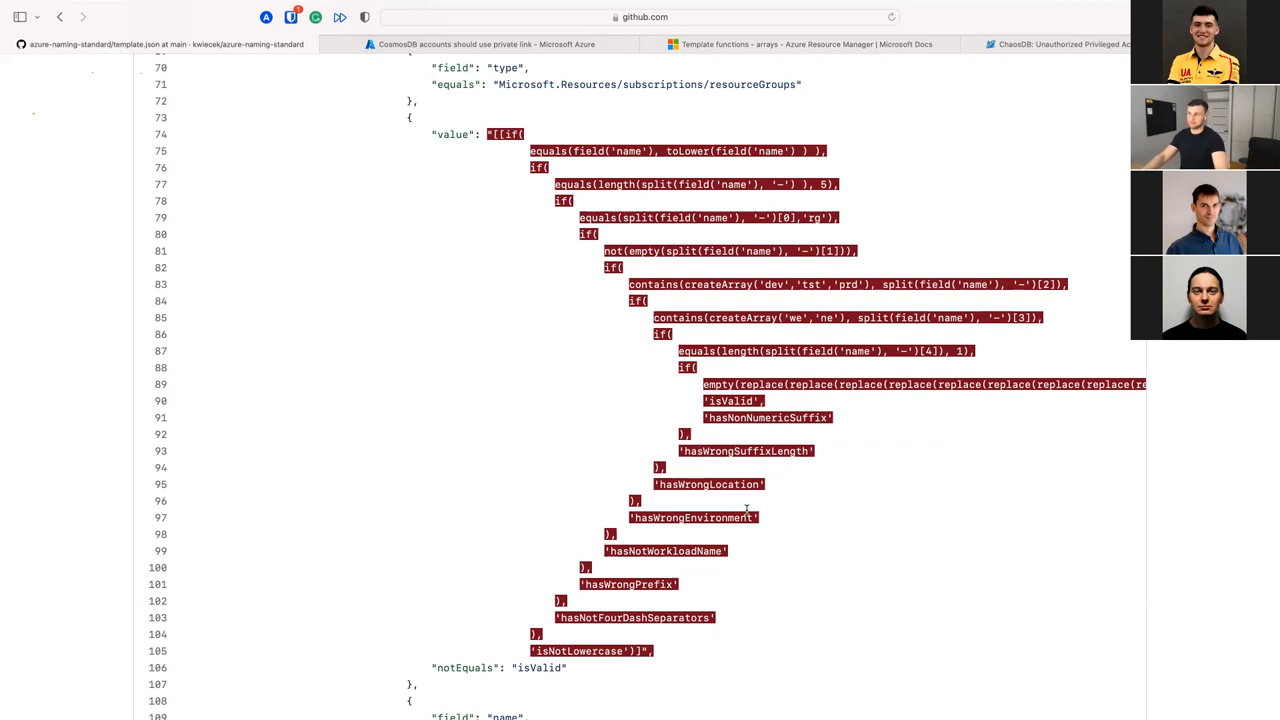 github.com
azure-naming-standard/template.json at main · kwiecek/azure-naming-standard
CosmosDB accounts should use private link - Microsoft Azure
Template functions - arrays - Azure Resource Manager | Microsoft Docs
ChaosDB: Unauthorized Privileged Ac
70 "field": "type",
71 "equals": "Microsoft.Resources/subscriptions/resourceGroups"
72 },
73 {
74 "value": "[[if(
75 equals(field('name'), toLower(field('name') ) ),
76 if(
77 equals(length(split(field('name'), '-') ), 5),
78 if(
79 equals(split(field('name'), '-')[0],'rg'),
80 if(
81 not(empty(split(field('name'), '-')[1])),
82 if(
83 contains(createArray('dev','tst','prd'), split(field('name'), '-')[2]),
84 if(
85 contains(createArray('we','ne'), split(field('name'), '-')[3]),
86 if(
87 equals(length(split(field('name'), '-')[4]), 1),
88 if(
89 empty(replace(replace(replace(replace(replace(replace(replace(replace(re
90 'isValid',
91 'hasNonNumericSuffix'
92 ),
93 'hasWrongSuffixLength'
94 ),
95 'hasWrongLocation'
96 ),
97 'hasWrongEnvironment'
98 ),
99 'hasNotWorkloadName'
100 ),
101 'hasWrongPrefix'
102 ),
103 'hasNotFourDashSeparators'
104 ),
105 'isNotLowercase')]",
106 "notEquals": "isValid"
107 },
108 {
109 "field": "name",